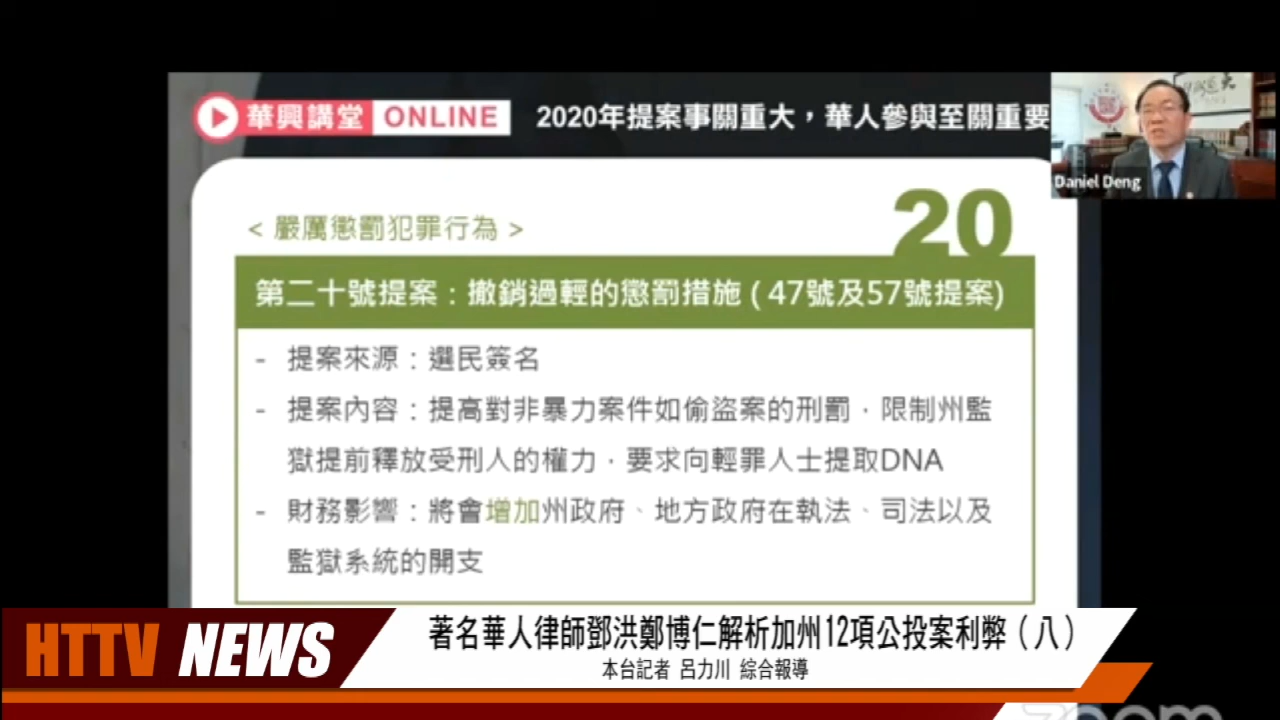 華興講堂 ONLINE 2020年提案事關重大，華人參與至關重要
Daniel Deng
20
< 嚴厲懲罰犯罪行為 >
第二十號提案：撤銷過輕的懲罰措施 ( 47號及57號提案)
- 提案來源：選民簽名
- 提案內容：提高對非暴力案件如偷盜案的刑罰，限制州監
獄提前釋放受刑人的權力，要求向輕罪人士提取DNA
- 財務影響：將會增加州政府、地方政府在執法、司法以及
監獄系統的開支
HTTV NEWS
著名華人律師鄧洪鄭博仁解析加州12項公投案利弊（八）
本台記者 呂力川 綜合報導
zoom